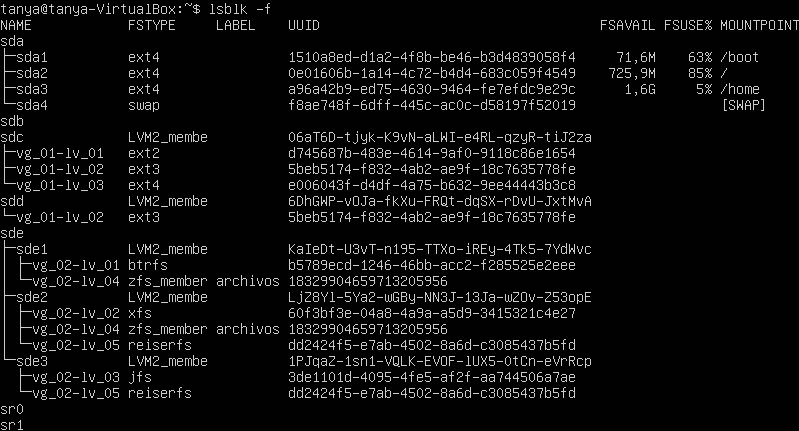 tanya@tanya-VirtualBox:~$ lsblk -f
NAME FSTYPE LABEL UUID FSAVAIL FSUSE% MOUNTPOINT
sda
├─sda1 ext4 1510a8ed-d1a2-4f8b-be46-b3d4839058f4 71,6M 63% /boot
├─sda2 ext4 0e01606b-1a14-4c72-b4d4-683c059f4549 725,9M 85% /
├─sda3 ext4 a96a42b9-ed75-4630-9464-fe7efdc9e29c 1,6G 5% /home
└─sda4 swap f8ae748f-6dff-445c-ac0c-d58197f52019 [SWAP]
sdb
sdc LVM2_membe 06aT6D-tjyk-K9vN-aLWI-e4RL-qzyR-tiJ2za
├─vg_01-lv_01 ext2 d745687b-483e-4614-9af0-9118c86e1654
├─vg_01-lv_02 ext3 5beb5174-f832-4ab2-ae9f-18c7635778fe
└─vg_01-lv_03 ext4 e006043f-d4df-4a75-b632-9ee44443b3c8
sdd LVM2_membe 6DhGWP-vOJa-fkXu-FRQt-dqSX-rDvU-JxtMvA
└─vg_01-lv_02 ext3 5beb5174-f832-4ab2-ae9f-18c7635778fe
sde
├─sde1 LVM2_membe KaIeDt-U3vT-n195-TTXo-iREy-4Tk5-7YdWvc
│ ├─vg_02-lv_01 btrfs b5789ecd-1246-46bb-acc2-f285525e2eee
│ └─vg_02-lv_04 zfs_member archivos 18329904659713205956
├─sde2 LVM2_membe LjZ8Yl-5Ya2-wGBy-NN3J-13Ja-wZOv-Z53opE
│ ├─vg_02-lv_02 xfs 60f3bf3e-04a8-4a9a-a5d9-3415321c4e27
│ ├─vg_02-lv_04 zfs_member archivos 18329904659713205956
│ └─vg_02-lv_05 reiserfs dd2424f5-e7ab-4502-8a6d-c3085437b5fd
└─sde3 LVM2_membe 1PJqaZ-1sn1-VQLK-EVOF-lUX5-0tCn-eVrRcp
├─vg_02-lv_03 jfs 3de1101d-4095-4fe5-af2f-aa744506a7ae
└─vg_02-lv_05 reiserfs dd2424f5-e7ab-4502-8a6d-c3085437b5fd
sr0
sr1